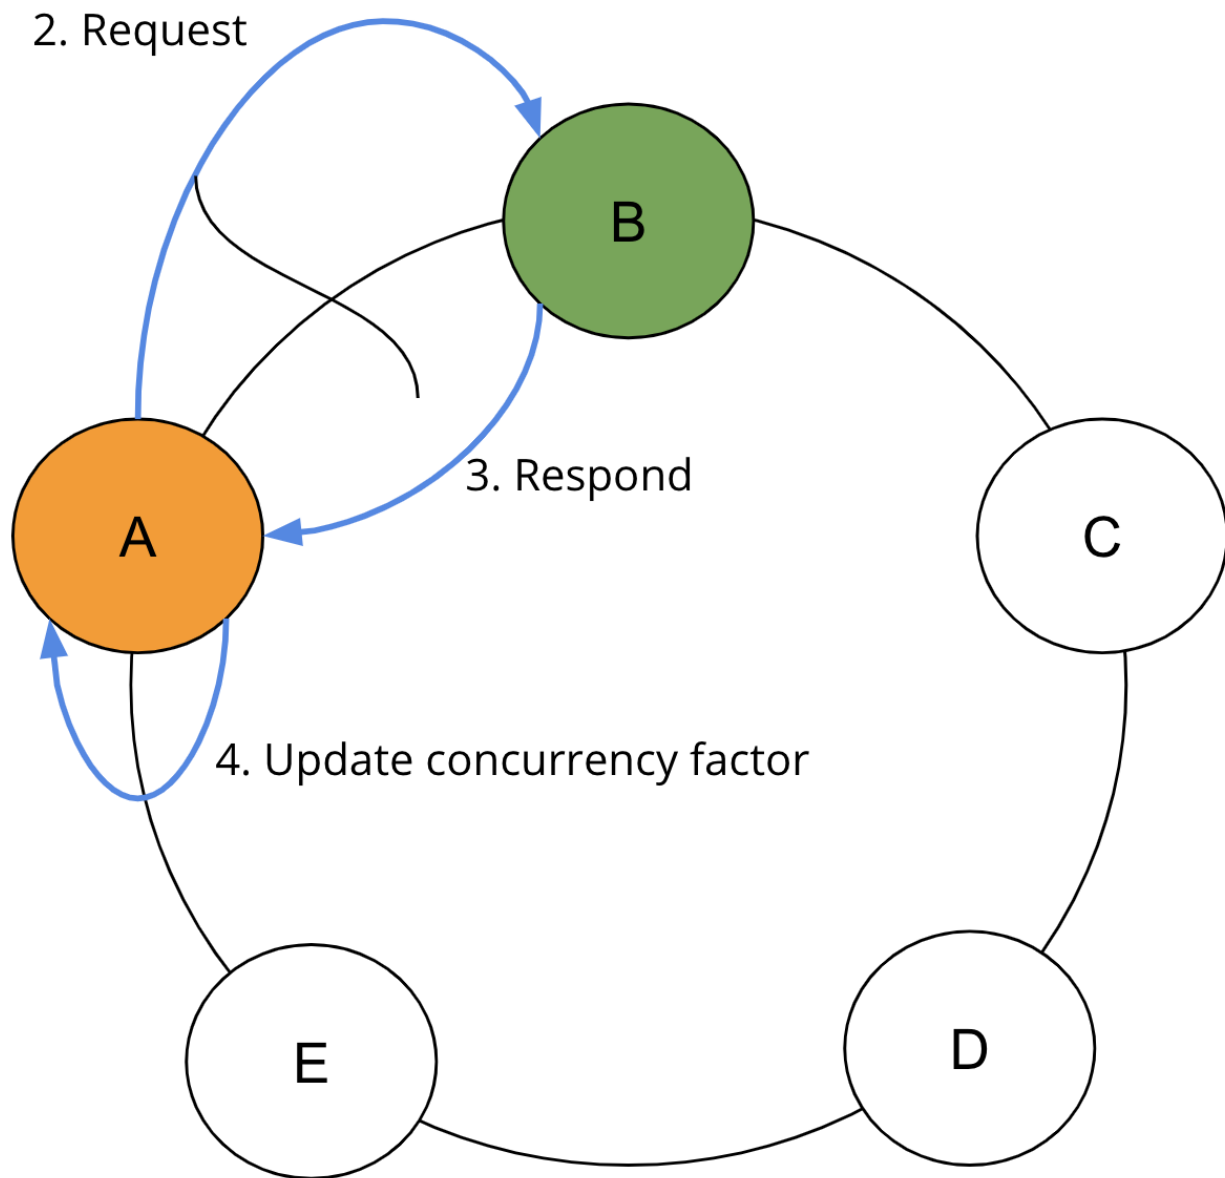 2. Request
B
3. Respond
A
C
4. Update concurrency factor
E
D